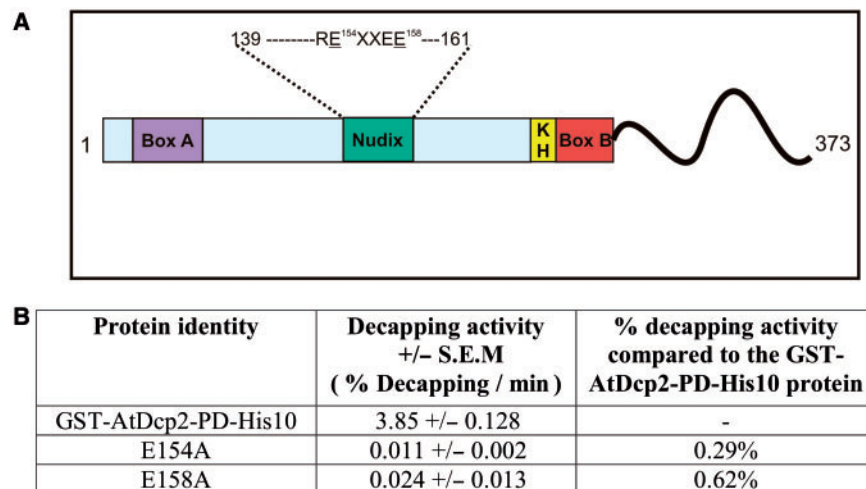 A
139 --------RE¹⁵⁴XXEE¹⁵⁸---161
1
Box A
Nudix
K
H
Box B
373
B
Protein identity
Decapping activity
+/– S.E.M
( % Decapping / min )
% decapping activity
compared to the GST-
AtDcp2-PD-His10 protein
GST-AtDcp2-PD-His10
3.85 +/– 0.128
-
E154A
0.011 +/– 0.002
0.29%
E158A
0.024 +/– 0.013
0.62%